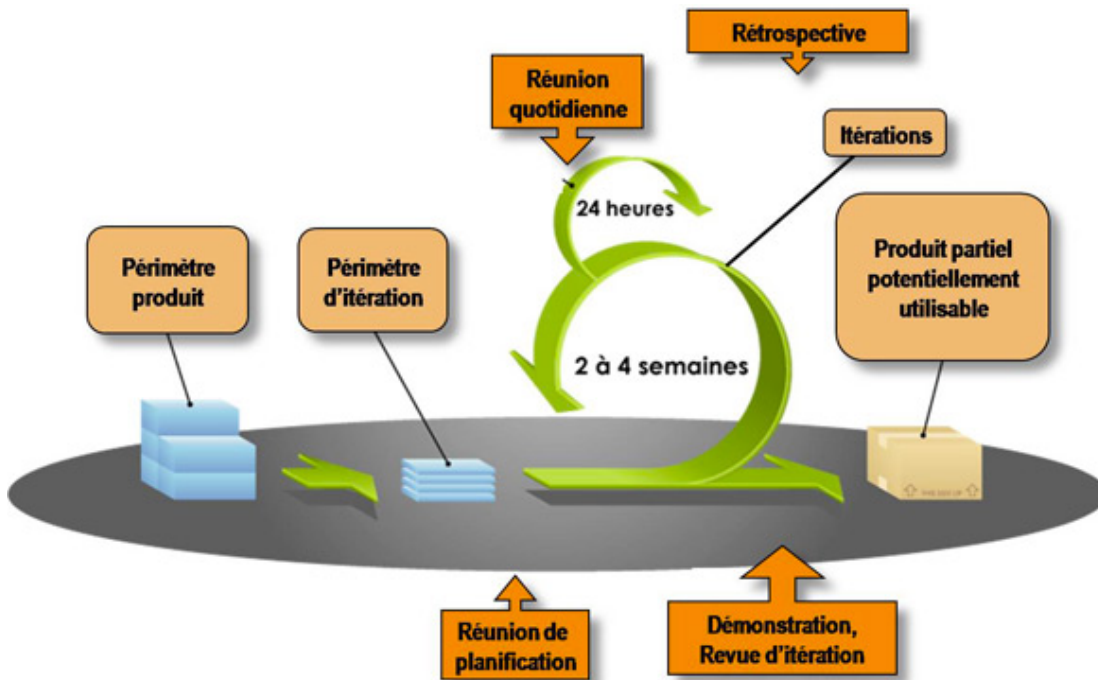 Rétrospective
Réunion
quotidienne
Itérations
24 heures
Périmètre
produit
Périmètre
d'itération
Produit partiel
potentiellement
utilisable
2 à 4 semaines
Réunion de
planification
Démonstration,
Revue d'itération